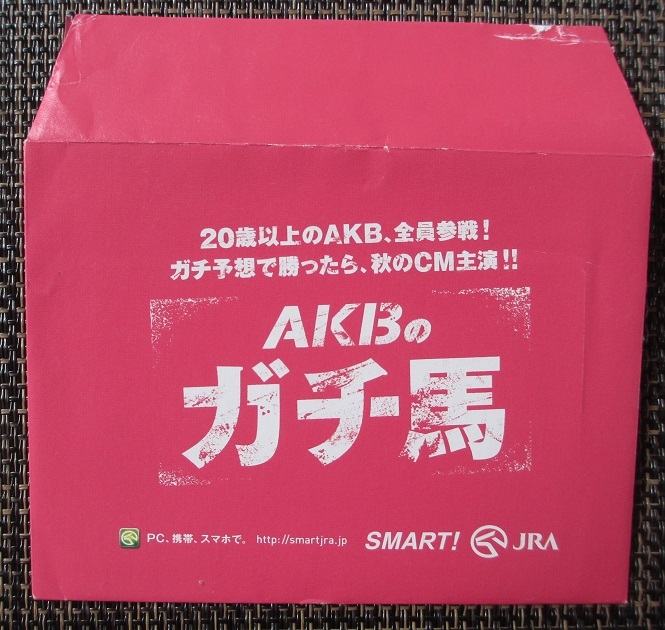 20歳以上のAKB、全員参戦!
ガチ予想で勝ったら、秋のCM主演!!
AKBの
ガチ馬
PC、携帯、スマホで。 http://smartjra.jp SMART! JRA